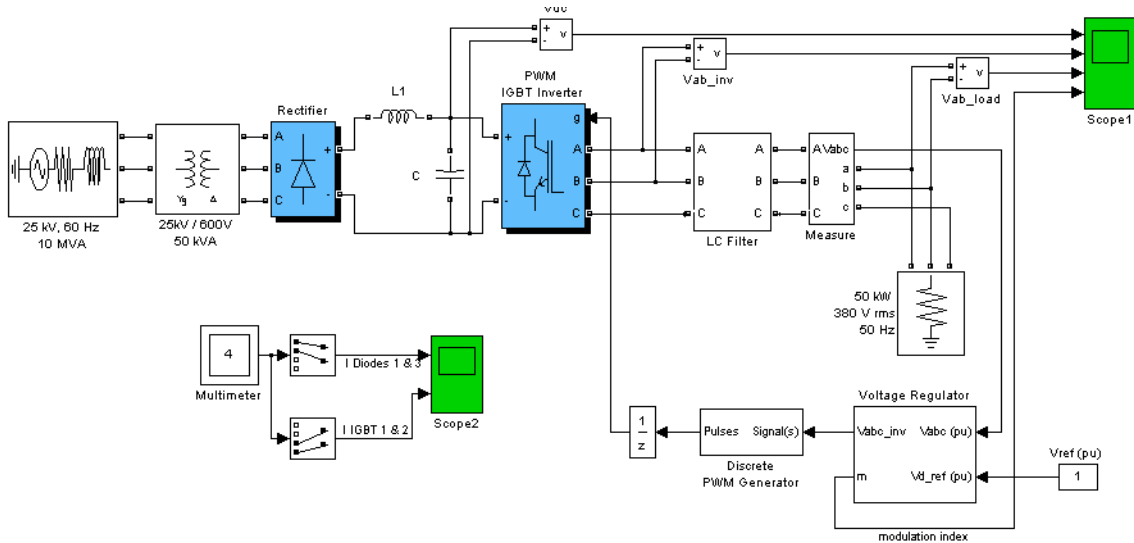 Vdc
+
-
v
+
-
v
Vab_inv
+
-
v
Vab_load
Scope1
PWM
IGBT Inverter
L1
Rectifier
g
A
B
C
+
-
C
+
-
A
B
C
A
B
C
A
B
C
LC Filter
A
B
C
Vabc
a
b
c
Measure
Yg
Δ
25 kV, 60 Hz
10 MVA
25kV / 600V
50 kVA
50 kW
380 V rms
50 Hz
4
Multimeter
I Diodes 1 & 3
I IGBT 1 & 2
Scope2
1
z
Pulses
Signal(s)
Discrete
PWM Generator
Voltage Regulator
Vabc_inv
Vabc (pu)
m
Vd_ref (pu)
modulation index
Vref (pu)
1